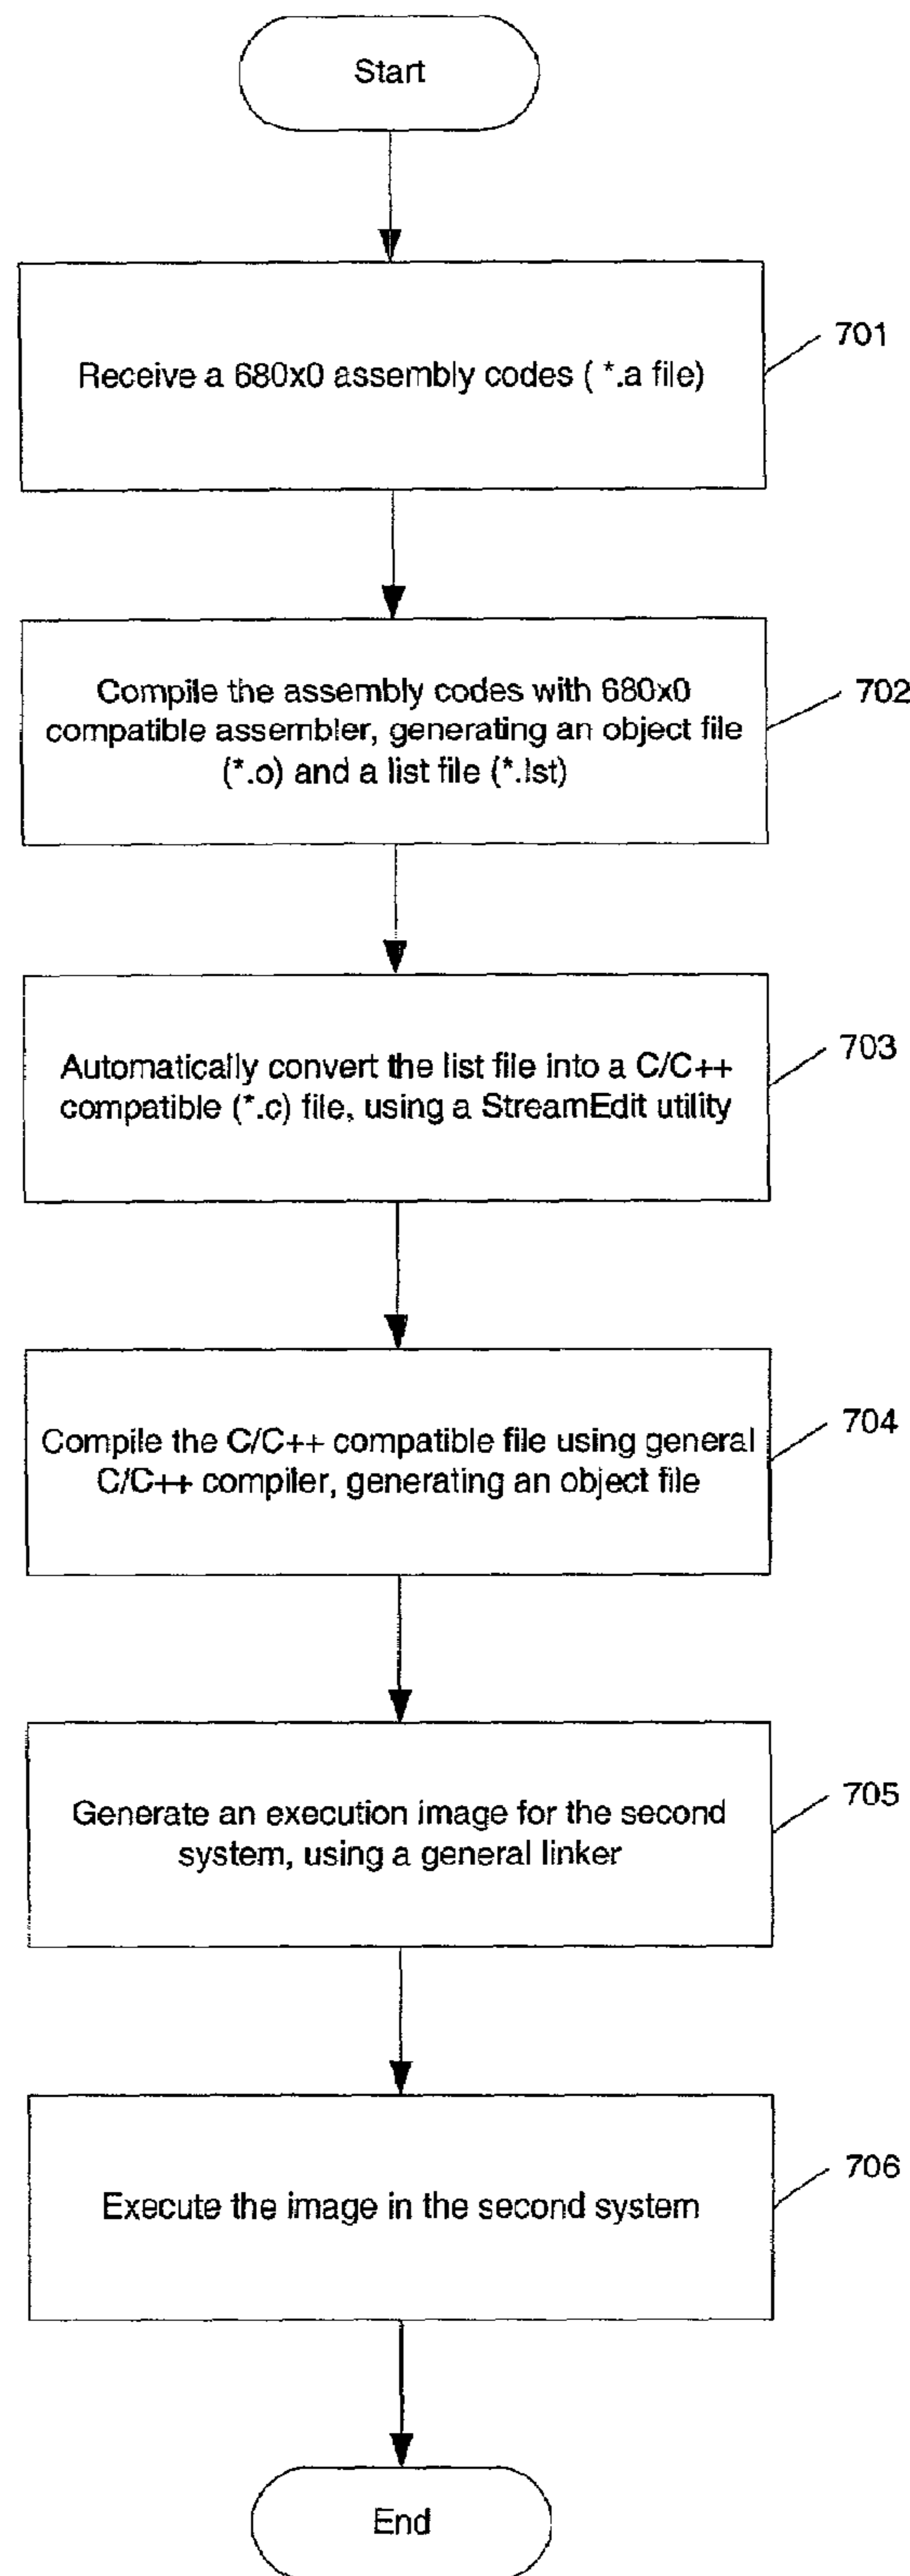 Start
Receive a 680x0 assembly codes ( *.a file)
701
Compile the assembly codes with 680x0
compatible assembler, generating an object file
(*.o) and a list file (*.lst)
702
Automatically convert the list file into a C/C++
compatible (*.c) file, using a StreamEdit utility
703
Compile the C/C++ compatible file using general
C/C++ compiler, generating an object file
704
Generate an execution image for the second
system, using a general linker
705
Execute the image in the second system
706
End